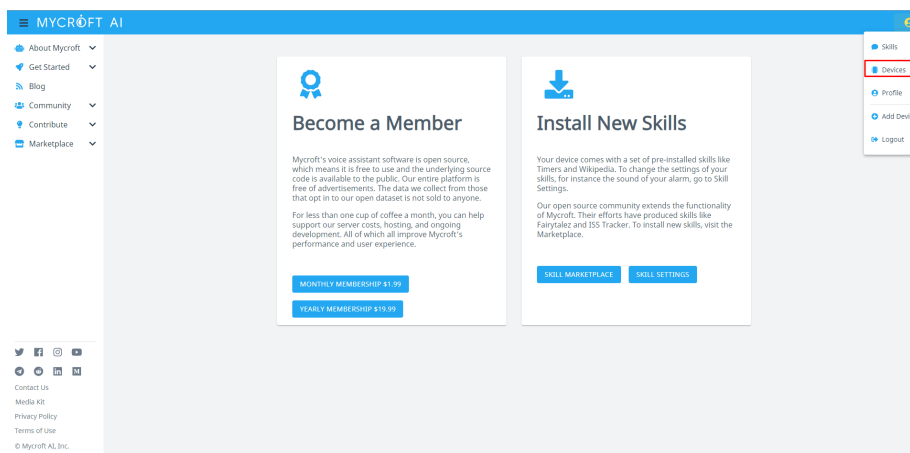 MYCROFT AI
About Mycroft
Get Started
Blog
Community
Contribute
Marketplace
Become a Member
Mycroft's voice assistant software is open source,
which means it is free to use and the underlying source
code is available to the public. Our entire platform is
free of advertisements. The data we collect from those
that opt in to our open dataset is not sold to anyone.
For less than one cup of coffee a month, you can help
support our server costs, hosting, and ongoing
development. All of which all improve Mycroft's
performance and user experience.
MONTHLY MEMBERSHIP $1.99
YEARLY MEMBERSHIP $19.99
Install New Skills
Your device comes with a set of pre-installed skills like
Timers and Wikipedia. To change the settings of your
skills, for instance the sound of your alarm, go to Skill
Settings.
Our open source community extends the functionality
of Mycroft. Their efforts have produced skills like
Fairytalez and ISS Tracker. To install new skills, visit the
Marketplace.
SKILL MARKETPLACE SKILL SETTINGS
Skills
Devices
Profile
Add Devi
Logout
Contact Us
Media Kit
Privacy Policy
Terms of Use
© Mycroft AI, Inc.